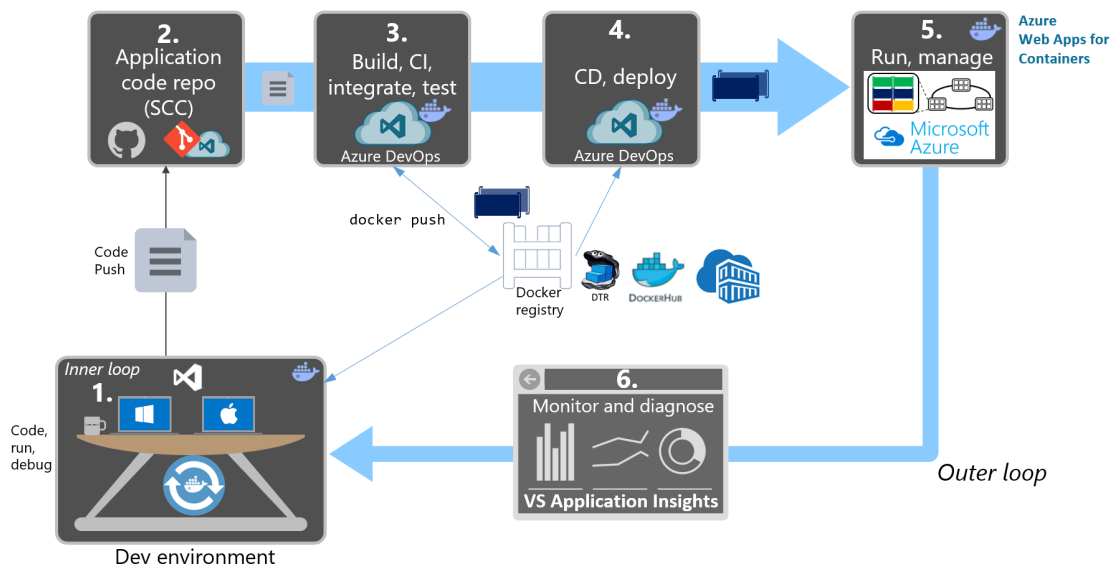 2.
Application
code repo
(SCC)
3.
Build, CI,
integrate, test
Azure DevOps
4.
CD, deploy
Azure DevOps
5.
Run, manage
Microsoft
Azure
Azure
Web Apps for
Containers
docker push
Code
Push
Docker
registry
DTR
DOCKERHUB
Inner loop
1.
Code,
run,
debug
Dev environment
6.
Monitor and diagnose
VS Application Insights
Outer loop